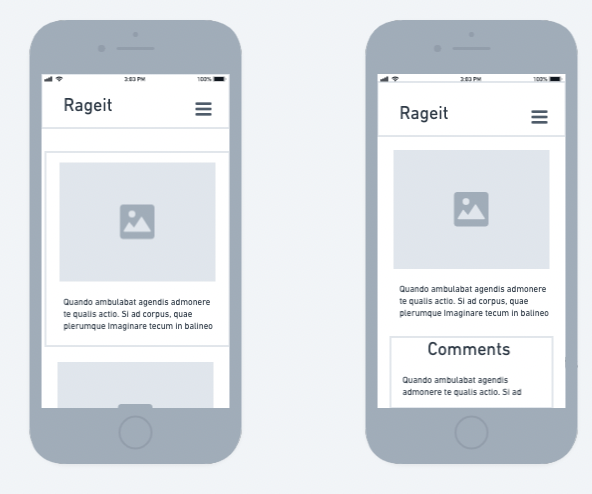 3:53 PM
100%
Rageit
Quando ambulabat agendis admonere
te qualis actio. Si ad corpus, quae
plerumque Imaginare tecum in balineo
3:53 PM
100%
Rageit
Quando ambulabat agendis admonere
te qualis actio. Si ad corpus, quae
plerumque Imaginare tecum in balineo
Comments
Quando ambulabat agendis
admonere te qualis actio. Si ad